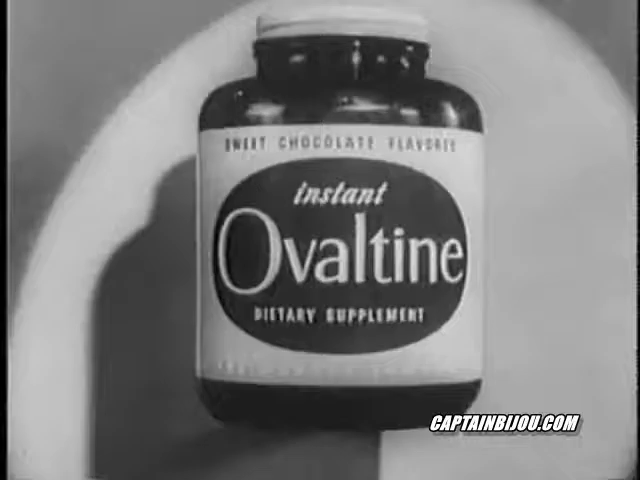 SWEET CHOCOLATE FLAVORED
instant
Ovaltine
DIETARY SUPPLEMENT
CAPTAINBIJOU.COM